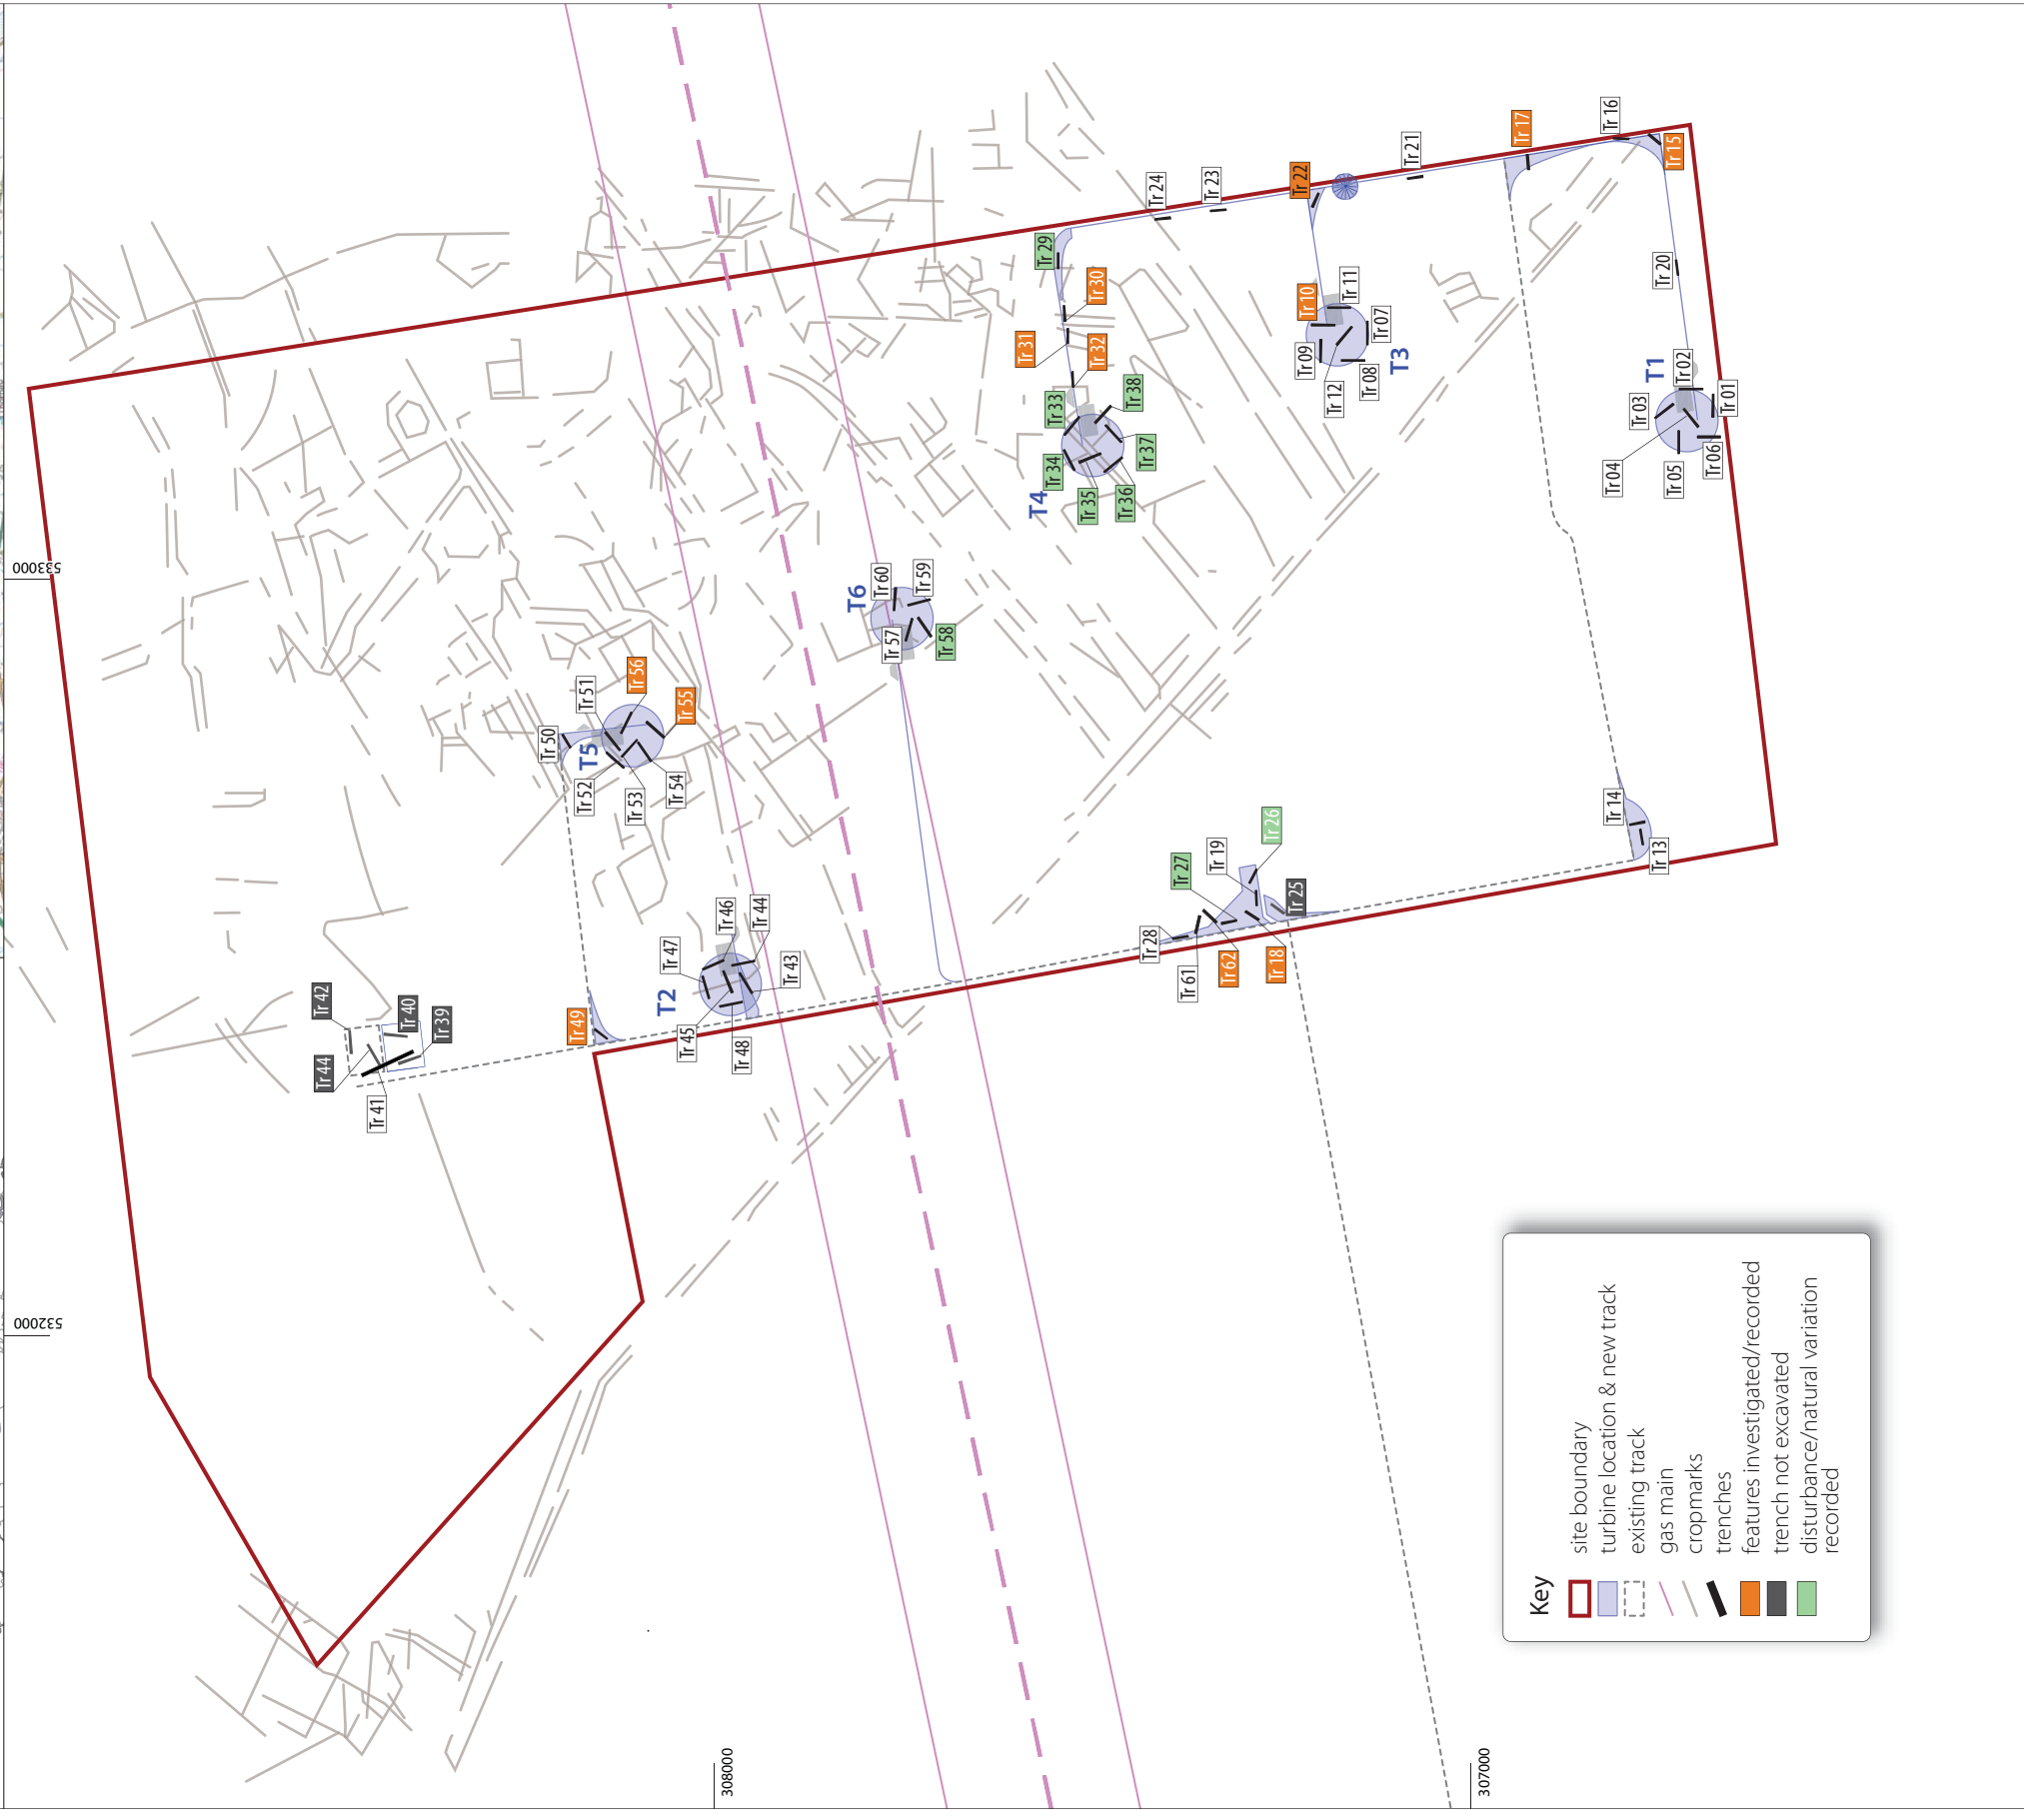 533000
532000
308000
307000
Tr 42
Tr 40
Tr 39
Tr 44
Tr 41
Tr 50
T5
Tr 51
Tr 56
Tr 55
Tr 52
Tr 53
Tr 54
Tr 49
T2
Tr 47
Tr 46
Tr 44
Tr 43
Tr 45
Tr 48
T6
Tr 60
Tr 59
Tr 57
Tr 58
Tr 29
Tr 30
Tr 31
Tr 32
Tr 33
Tr 38
Tr 34
Tr 37
T4
Tr 35
Tr 36
Tr 24
Tr 23
Tr 22
Tr 21
Tr 17
Tr 16
Tr 15
Tr 20
Tr 10
Tr 11
Tr 09
Tr 07
T3
Tr 12
Tr 08
T1
Tr 02
Tr 03
Tr 01
Tr 04
Tr 05
Tr 06
Tr 14
Tr 13
Tr 27
Tr 19
Tr 26
Tr 25
Tr 28
Tr 61
Tr 62
Tr 18
Key
site boundary
turbine location & new track
existing track
gas main
cropmarks
trenches
features investigated/recorded
trench not excavated
disturbance/natural variation
recorded